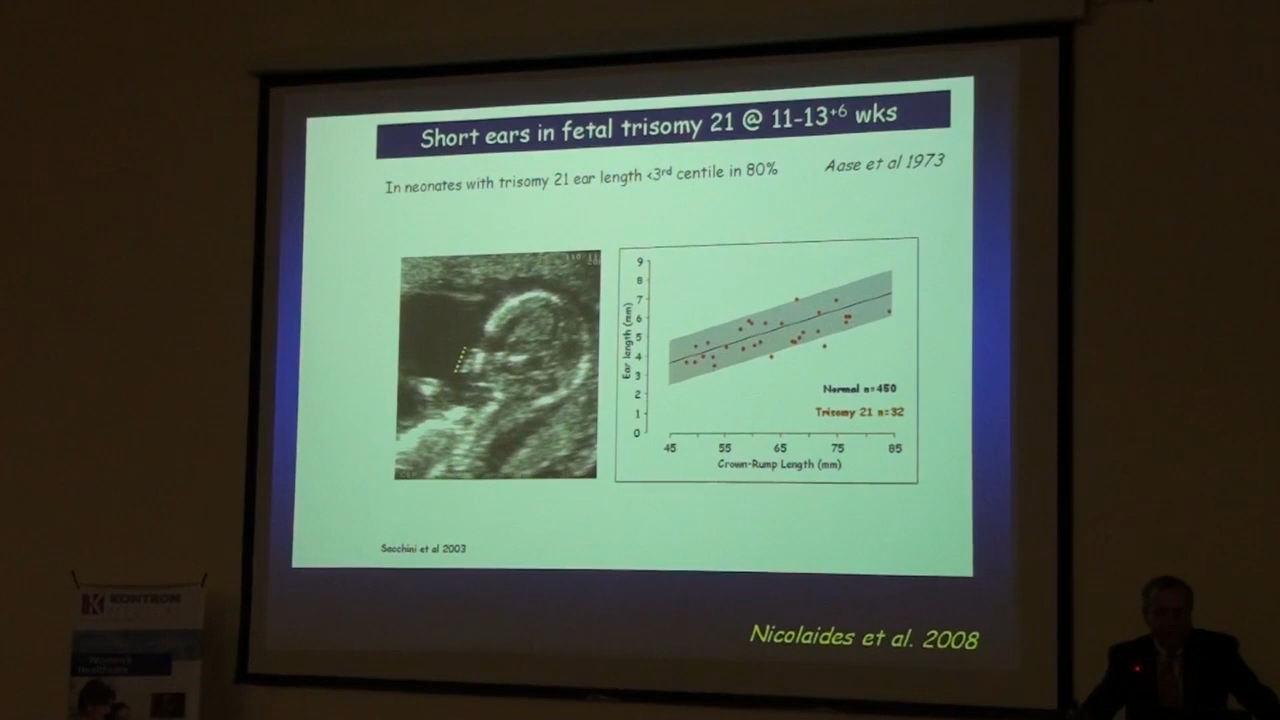 Short ears in fetal trisomy 21 @ 11-13+6 wks
In neonates with trisomy 21 ear length <3rd centile in 80%
Aase et al 1973
9
8
7
6
5
4
3
2
1
0
Ear length (mm)
Normal n=450
Trisomy 21 n=32
45 55 65 75 85
Crown-Rump Length (mm)
Sacchini et al 2003
Nicolaides et al. 2008
KONTRON
Women's
Healthcare